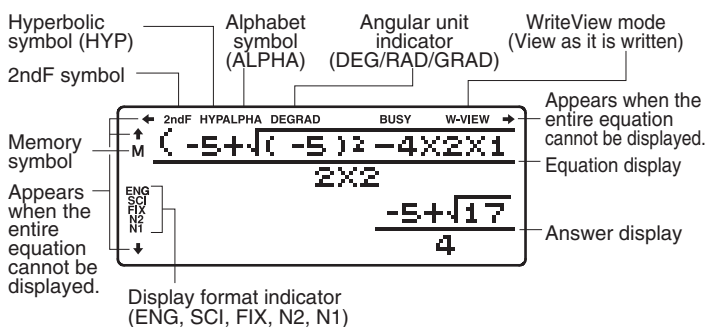 Hyperbolic
symbol (HYP)
Alphabet
symbol
(ALPHA)
Angular unit
indicator
(DEG/RAD/GRAD)
WriteView mode
(View as it is written)
2ndF symbol
2ndF HYPALPHA DEGRAD BUSY W-VIEW
Appears when the
entire equation
cannot be displayed.
Memory
symbol
M
( -5+√( -5 )² -4X2X1
2X2
Equation display
Appears
when the
entire
equation
cannot be
displayed.
ENG
SCI
FIX
N2
N1
-5+√17
4
Answer display
Display format indicator
(ENG, SCI, FIX, N2, N1)